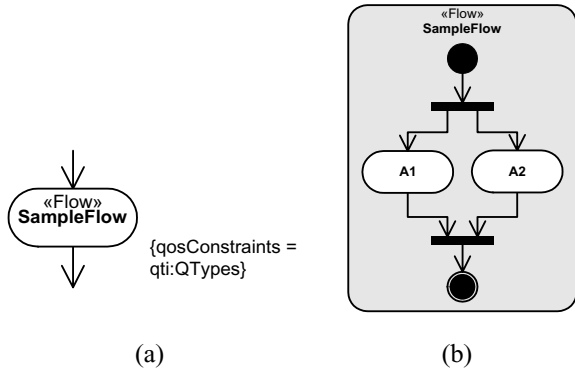 «Flow»
SampleFlow
{qosConstraints =
qti:QTypes}
(a)
«Flow»
SampleFlow
A1
A2
(b)